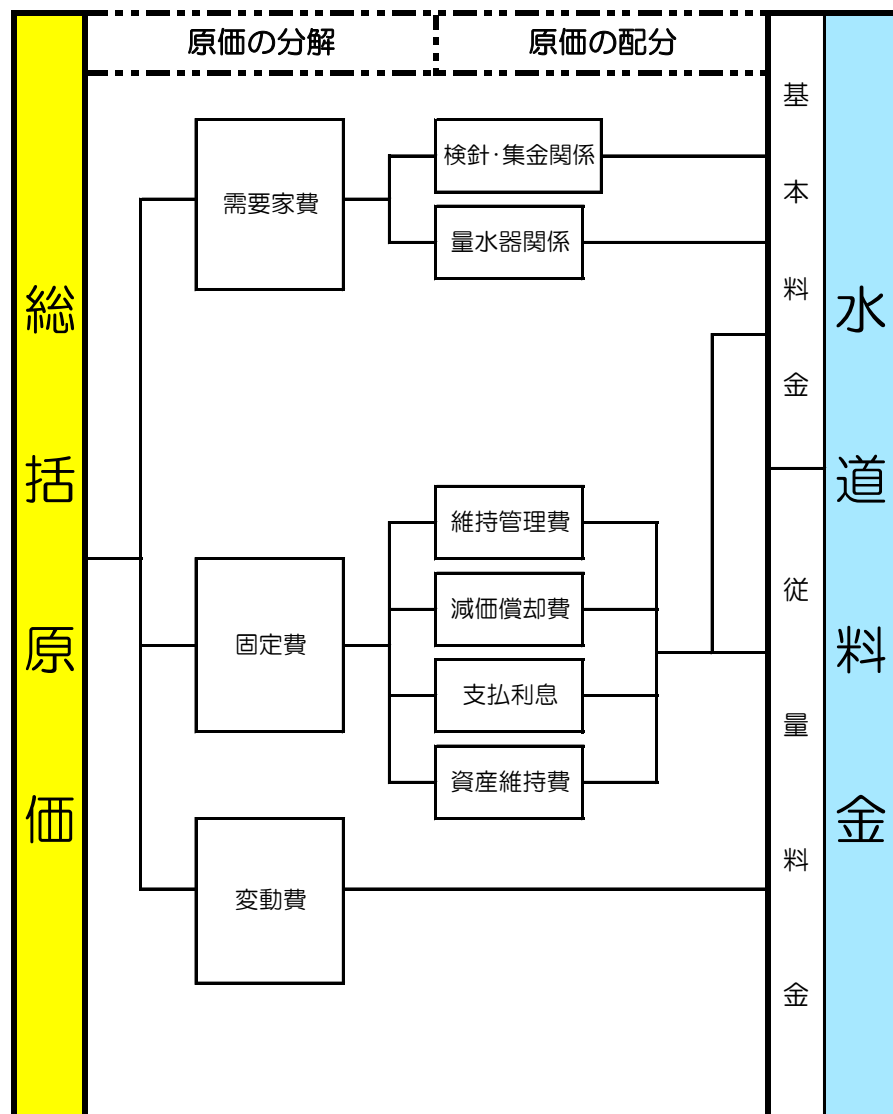 総括原価
原価の分解
原価の配分
需要家費
検針・集金関係
量水器関係
固定費
維持管理費
減価償却費
支払利息
資産維持費
変動費
基本料金
従量料金
水道料金